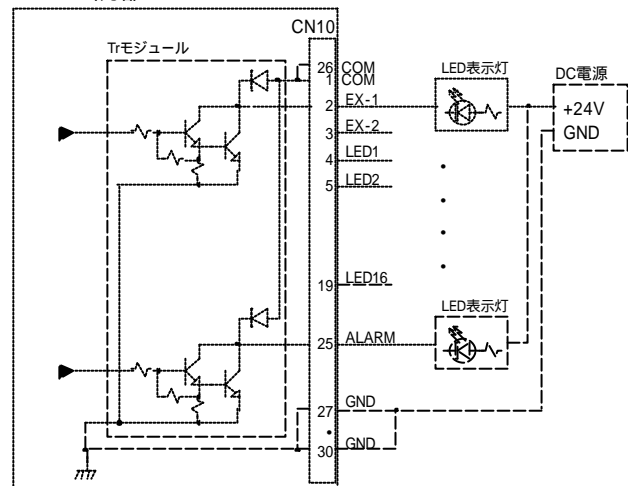 CN10
Trモジュール
26 COM
1 COM
2 EX-1
3 EX-2
4 LED1
5 LED2
19 LED16
25 ALARM
27 GND
30 GND
LED表示灯
LED表示灯
DC電源
+24V
GND